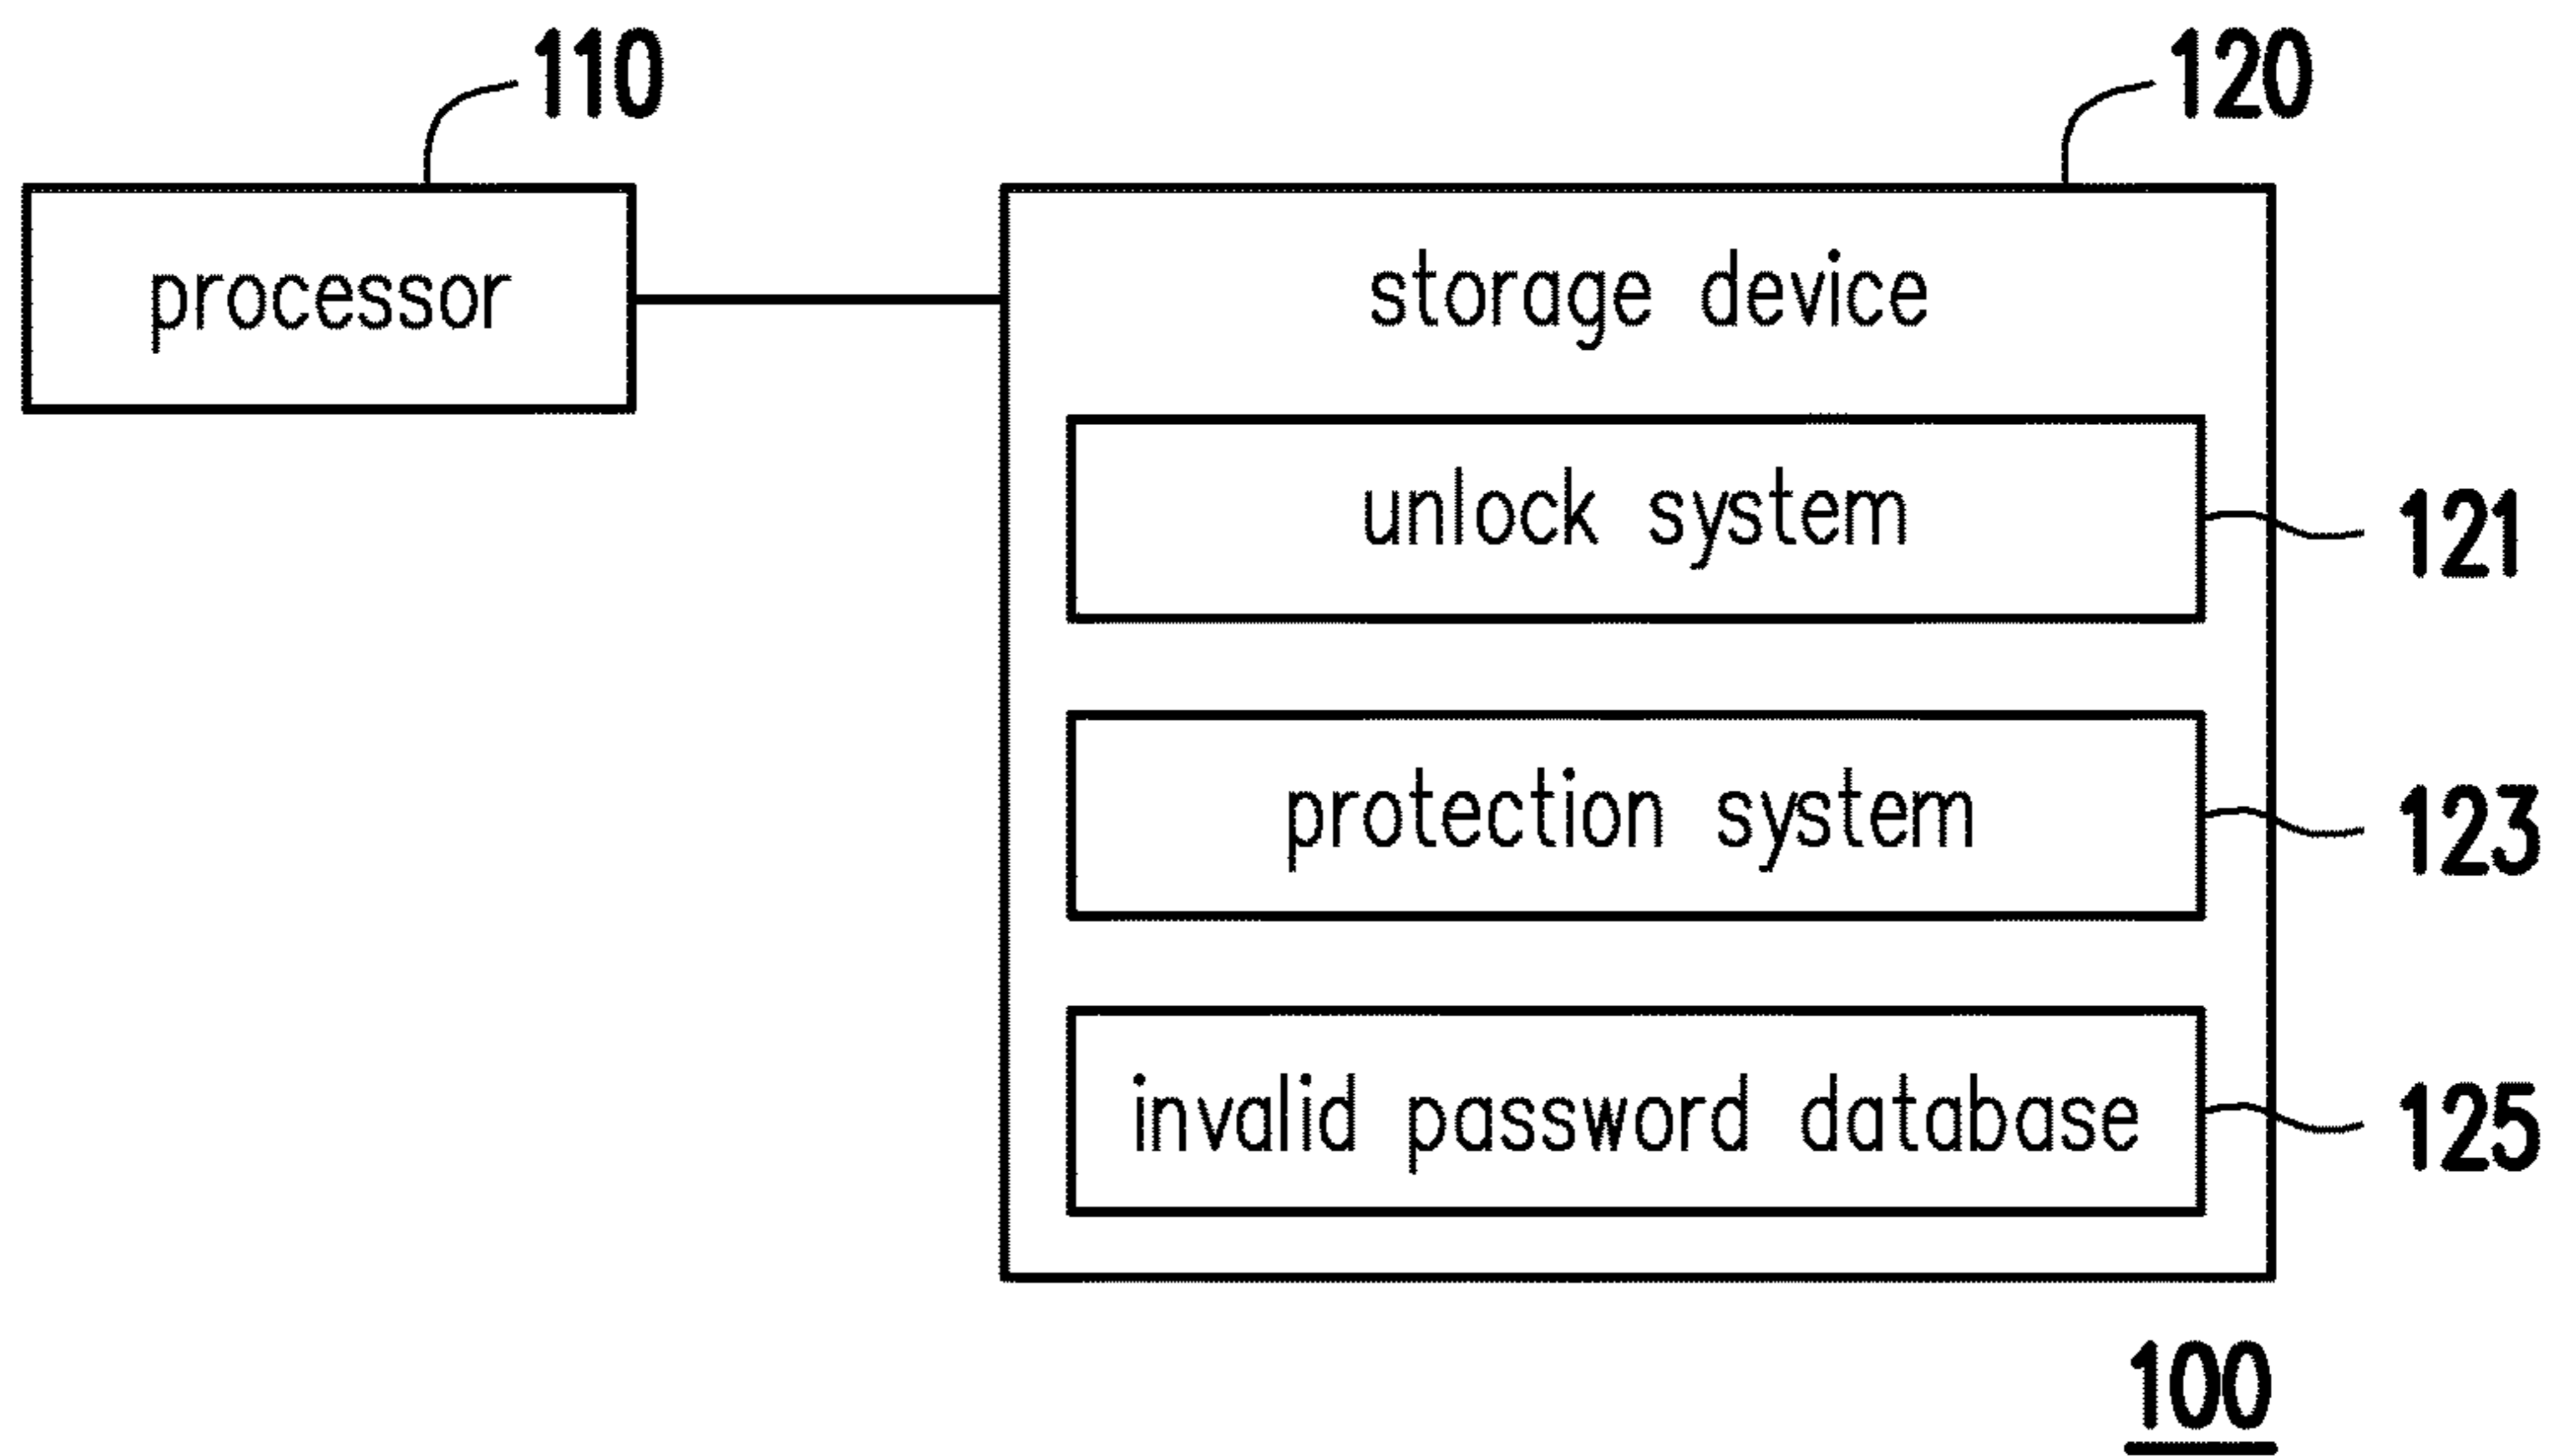 110
120
processor
storage device
unlock system
121
protection system
123
invalid password database
125
100